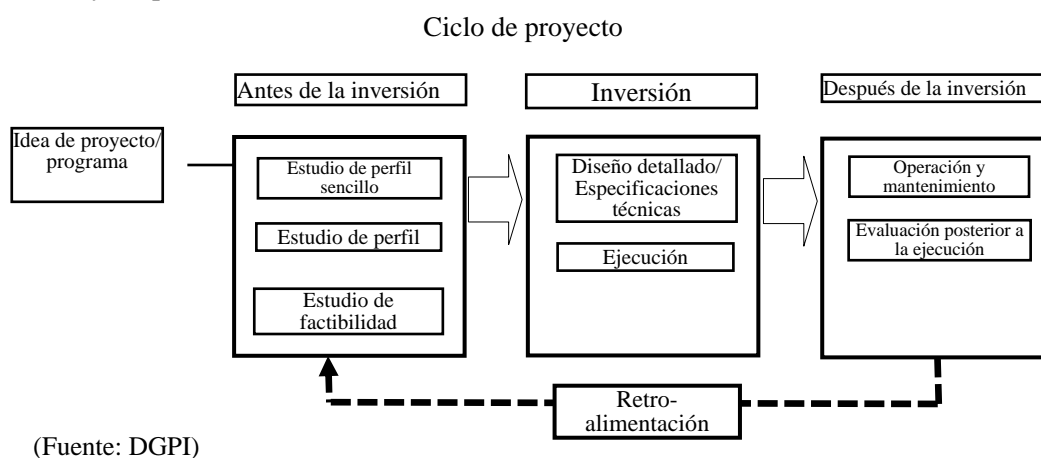 Ciclo de proyecto
Antes de la inversión
Inversión
Después de la inversión
Idea de proyecto/
programa
Estudio de perfil
sencillo
Estudio de perfil
Estudio de
factibilidad
Diseño detallado/
Especificaciones
técnicas
Ejecución
Operación y
mantenimiento
Evaluación posterior a
la ejecución
Retro-
alimentación
(Fuente: DGPI)